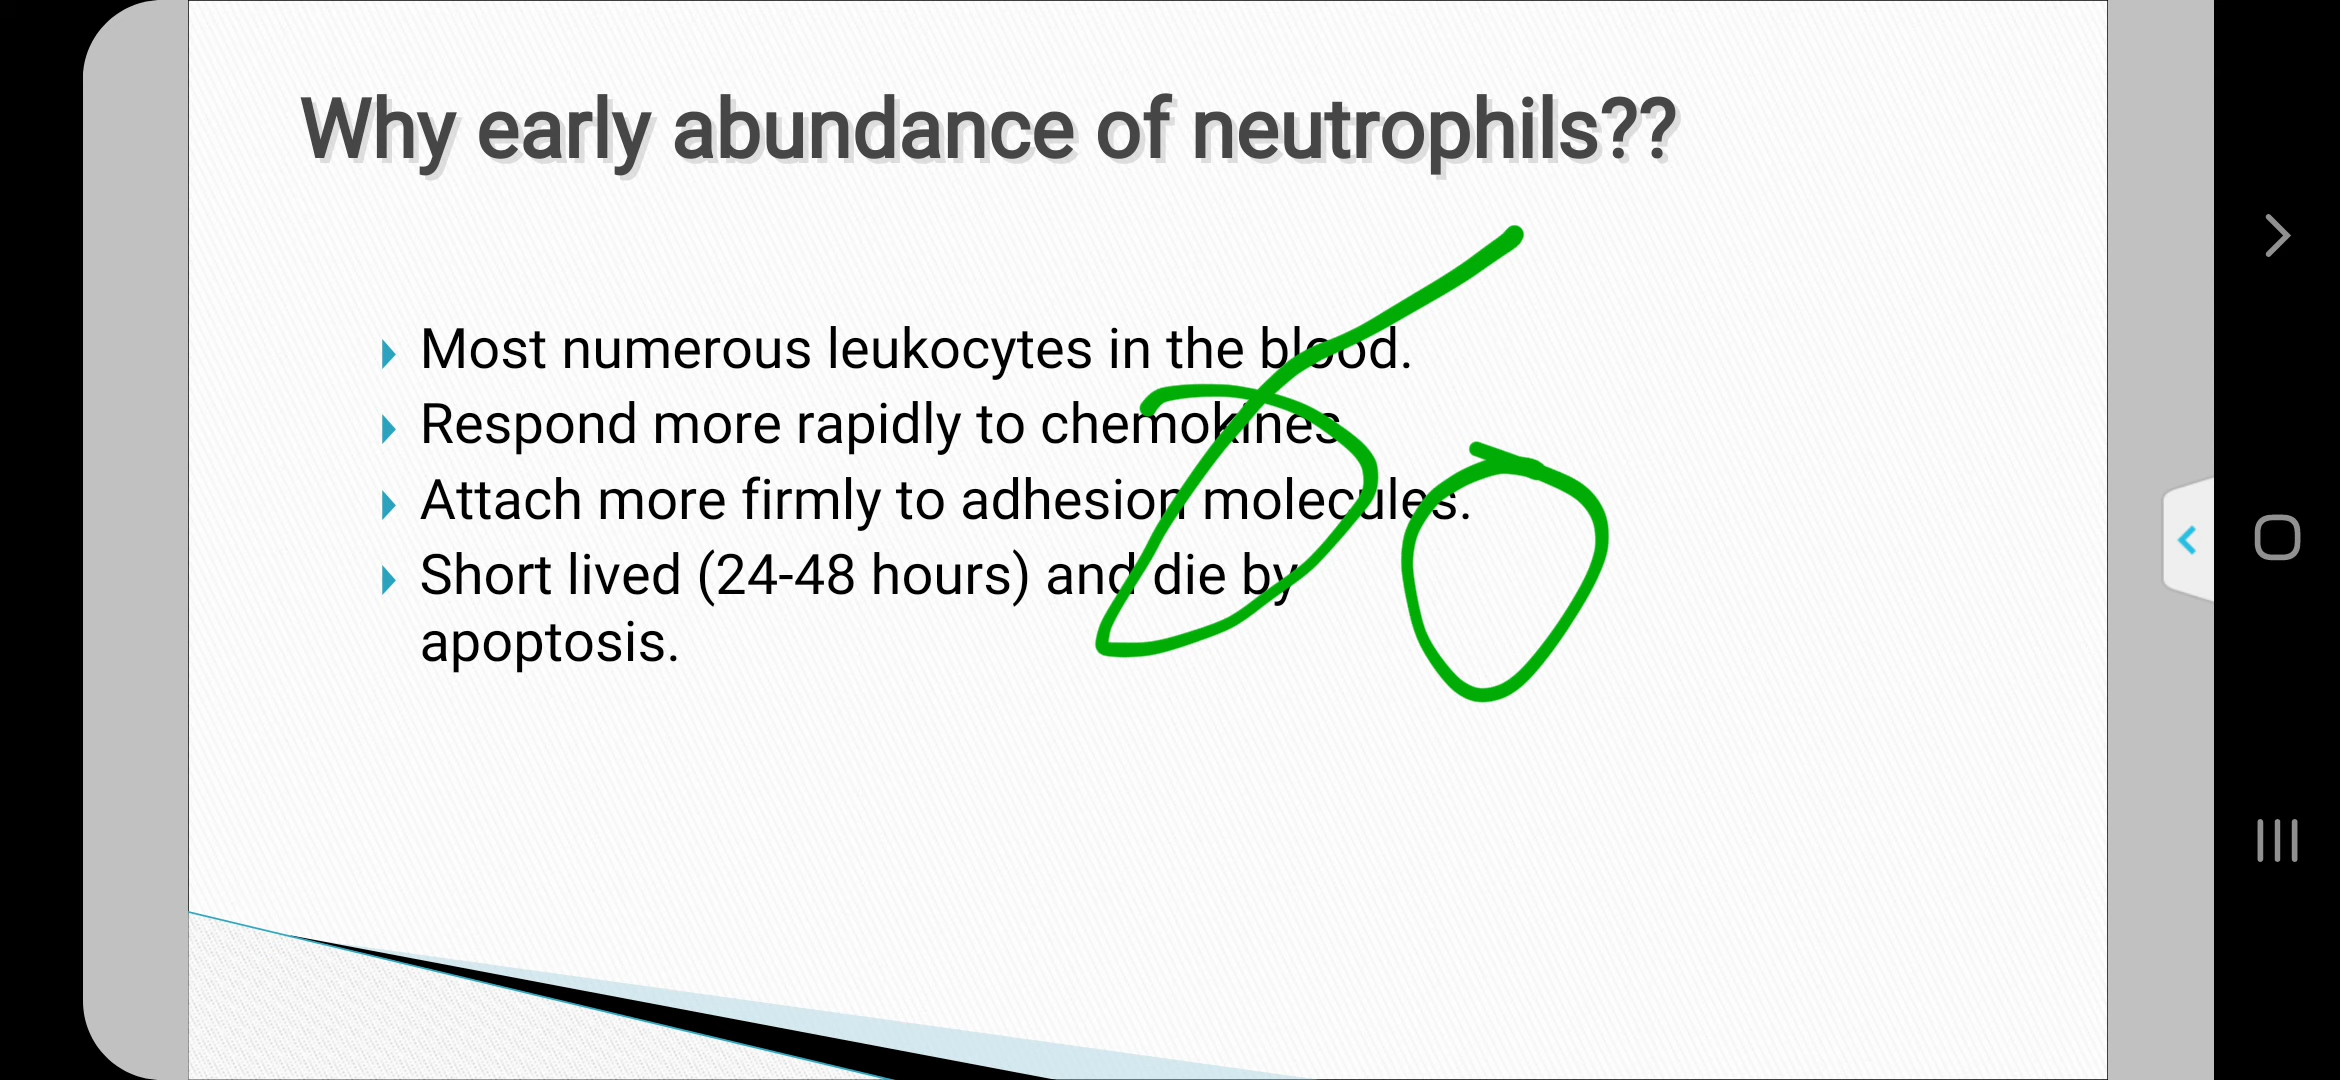 Why early abundance of neutrophils??
Most numerous leukocytes in the blood.
Respond more rapidly to chemokines
Attach more firmly to adhesion molecules.
Short lived (24-48 hours) and die by
apoptosis.